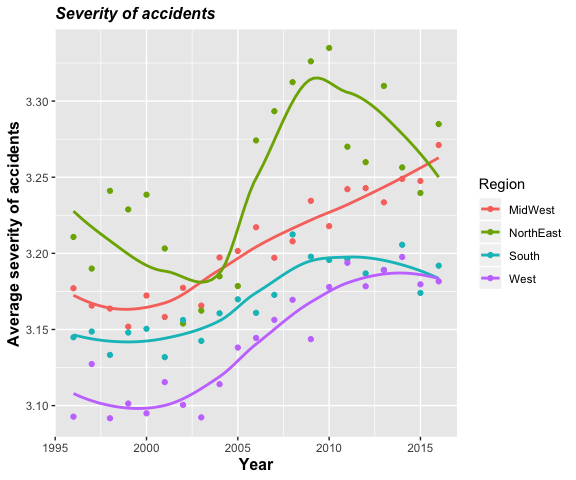 Severity of accidents
Average severity of accidents
3.30
3.25
3.20
3.15
3.10
1995 2000 2005 2010 2015
Year
Region
MidWest
NorthEast
South
West